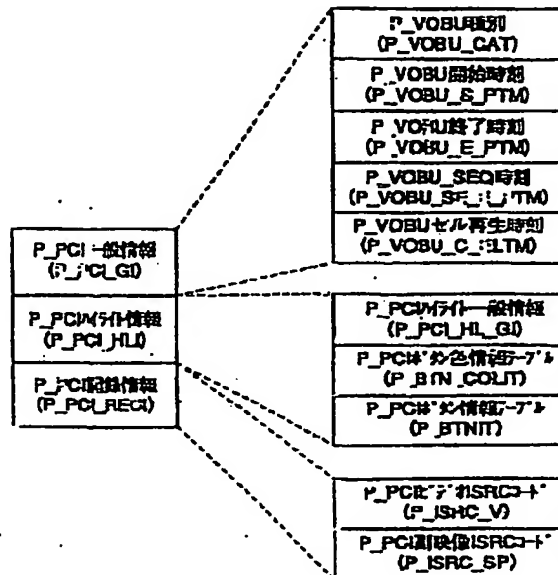 P_PCI一般情報
(P_PCI_GI)
P_PCIハイライト情報
(P_PCI_HLI)
P_PCI記録情報
(P_PCI_RECI)
P_VOBU種別
(P_VOBU_CAT)
P_VOBU開始時刻
(P_VOBU_S_PTM)
P_VOBU終了時刻
(P_VOBU_E_PTM)
P_VOBU_SEQ時刻
P_VOBUセル再生時刻
(P_VOBU_C_ELTM)
P_PCIハイライト一般情報
(P_PCI_HL_GI)
P_PCIボタン色情報テーブル
(P_BTN_COLIT)
P_PCIボタン情報テーブル
(P_BTNIT)
P_PCIビデオISRCコード
(P_ISRC_V)
P_PCI副映像ISRCコード
(P_ISRC_SP)